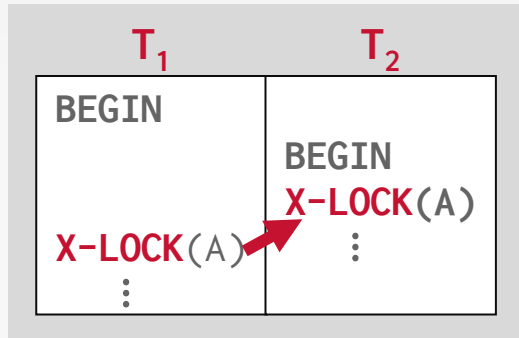 T₁ T₂
BEGIN
BEGIN
X-LOCK(A)
X-LOCK(A)
⋮
⋮